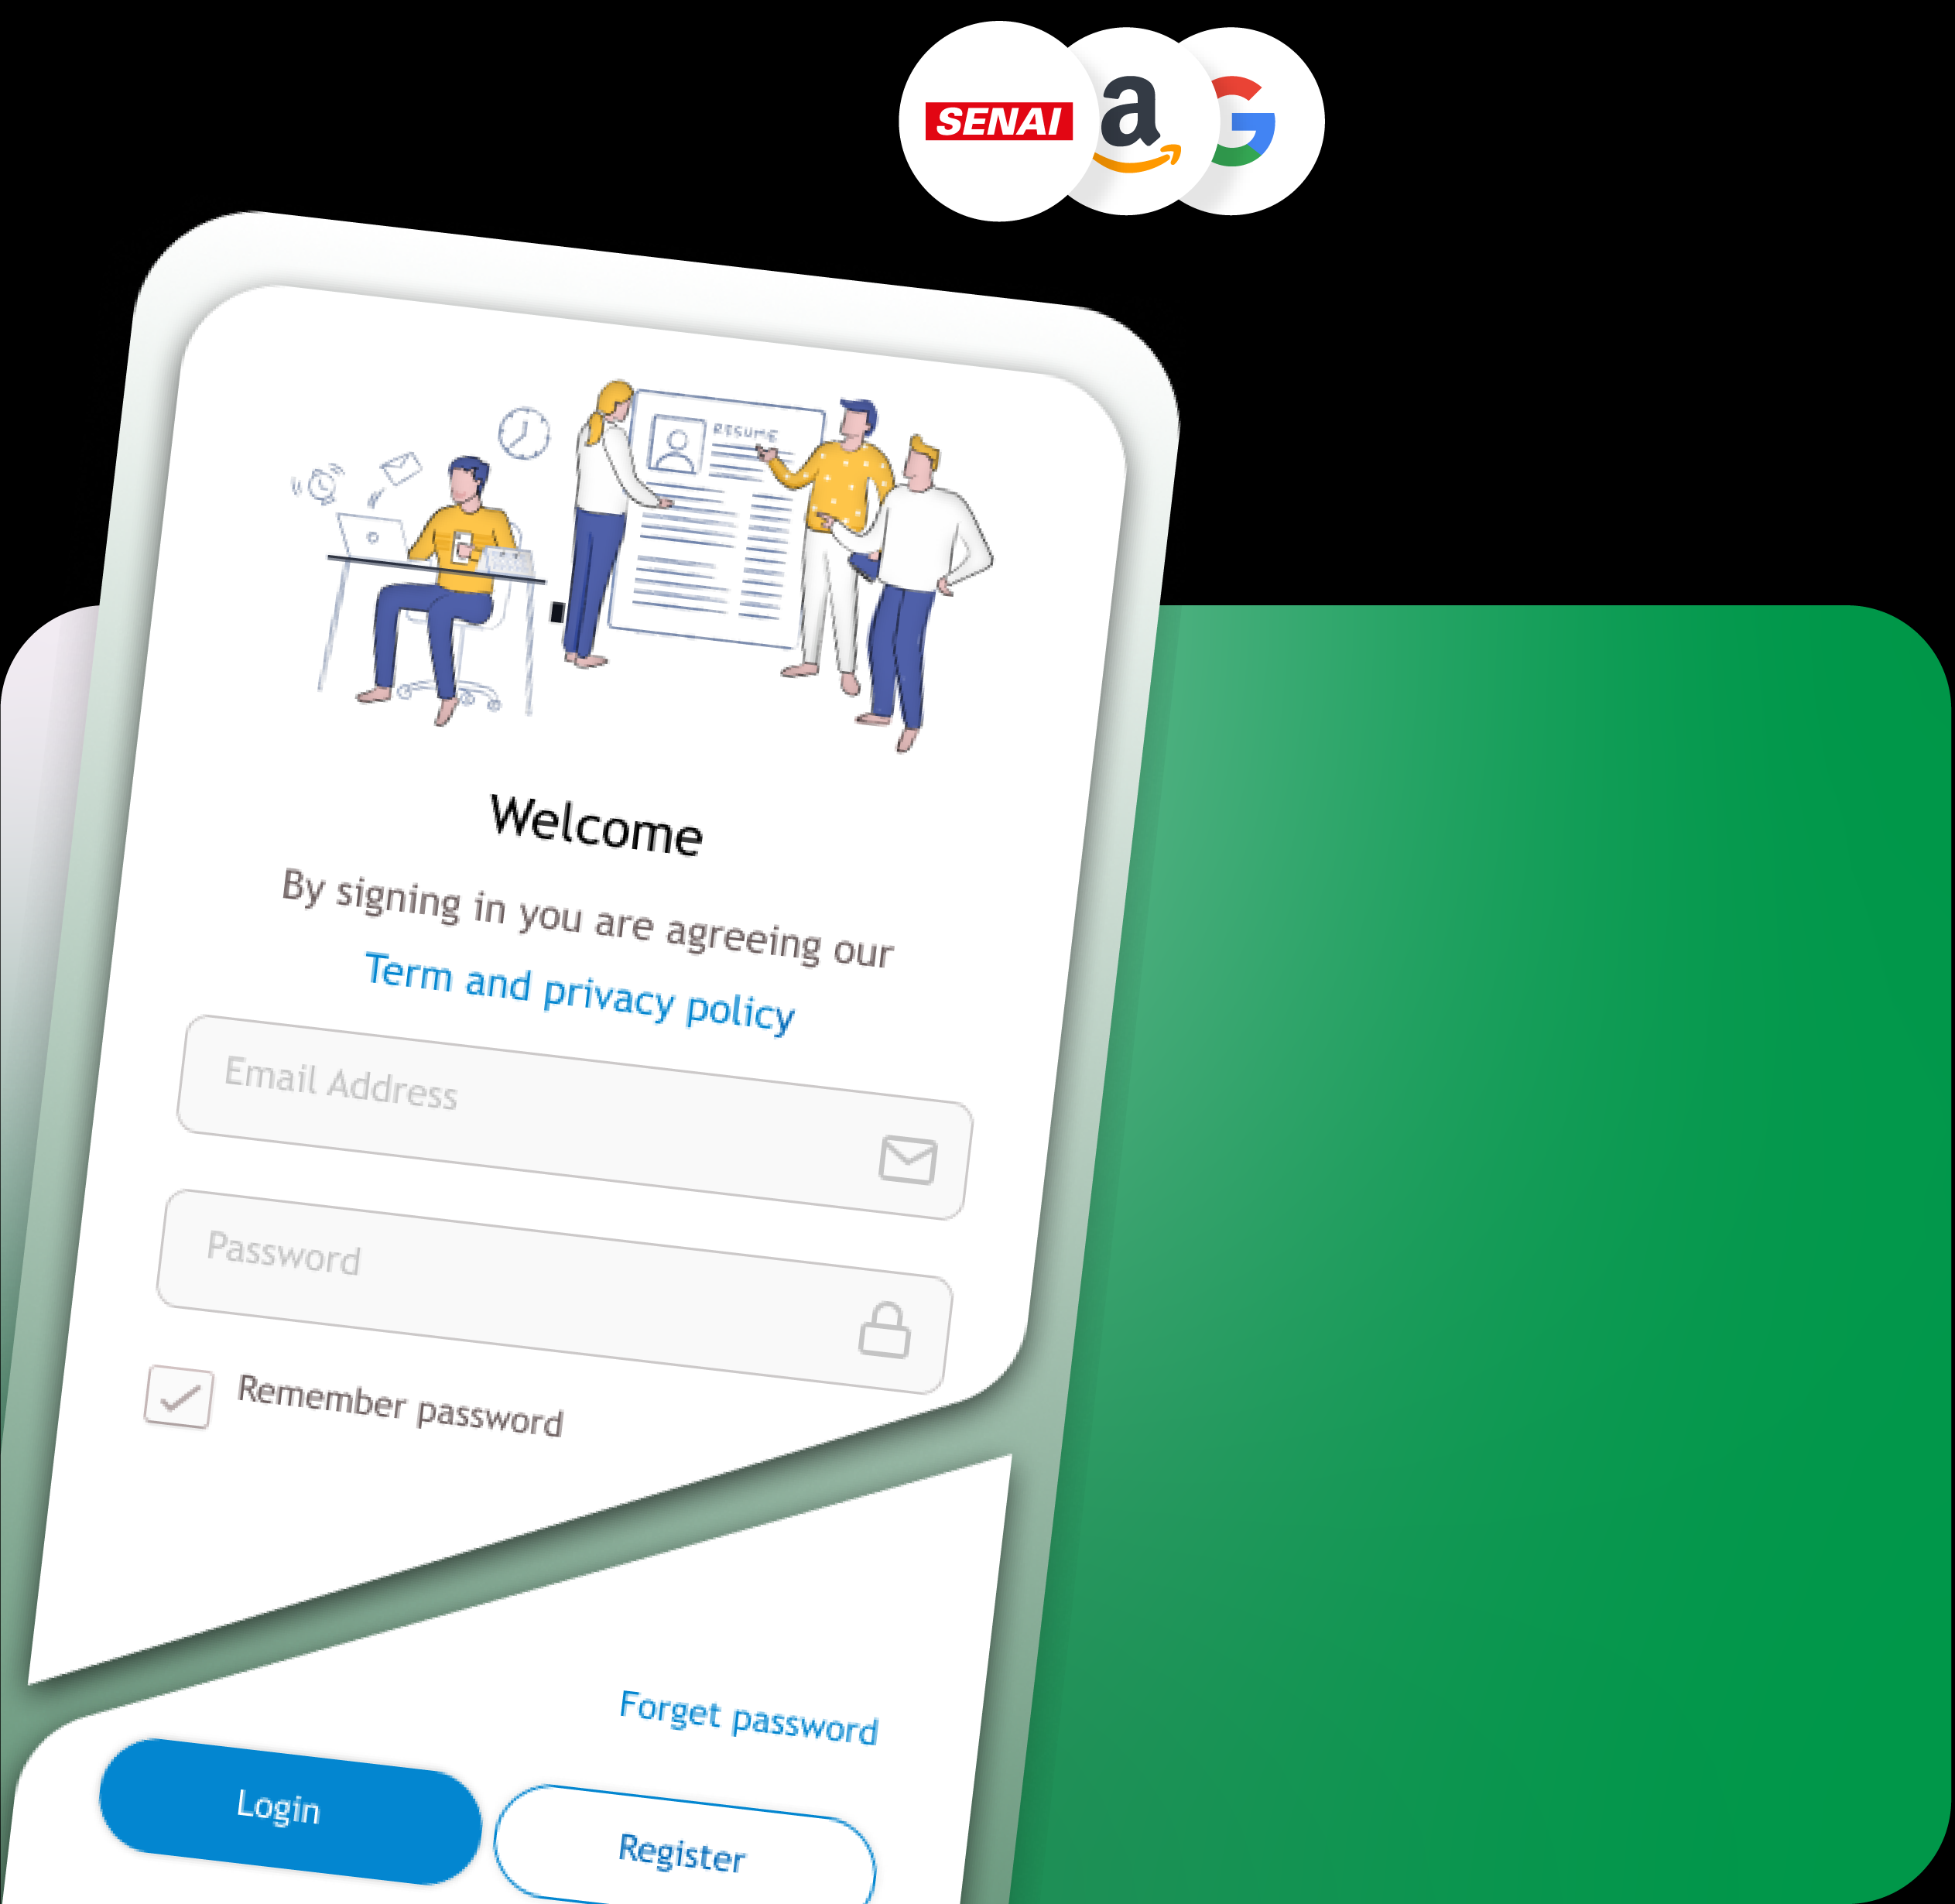 SENAI
a
G
RESUME
Welcome
By signing in you are agreeing our
Term and privacy policy
Email Address
Password
Remember password
Forget password
Login
Register